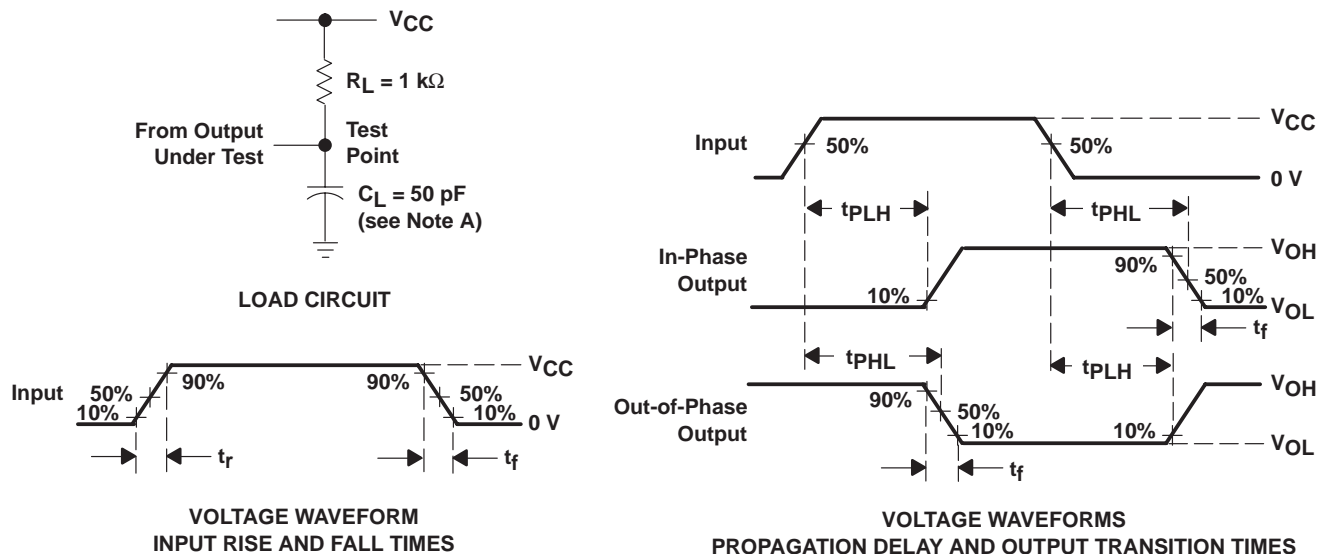 VCC
RL = 1 kΩ
From Output
Under Test
Test
Point
CL = 50 pF
(see Note A)
LOAD CIRCUIT
Input
50%
10%
90%
90%
VCC
50%
10%
0 V
tr
tf
VOLTAGE WAVEFORM
INPUT RISE AND FALL TIMES
Input
50%
50%
VCC
0 V
tPLH
tPHL
In-Phase
Output
10%
90%
VOH
50%
10%
VOL
tf
tPHL
tPLH
Out-of-Phase
Output
90%
50%
10%
10%
VOH
VOL
tf
VOLTAGE WAVEFORMS
PROPAGATION DELAY AND OUTPUT TRANSITION TIMES